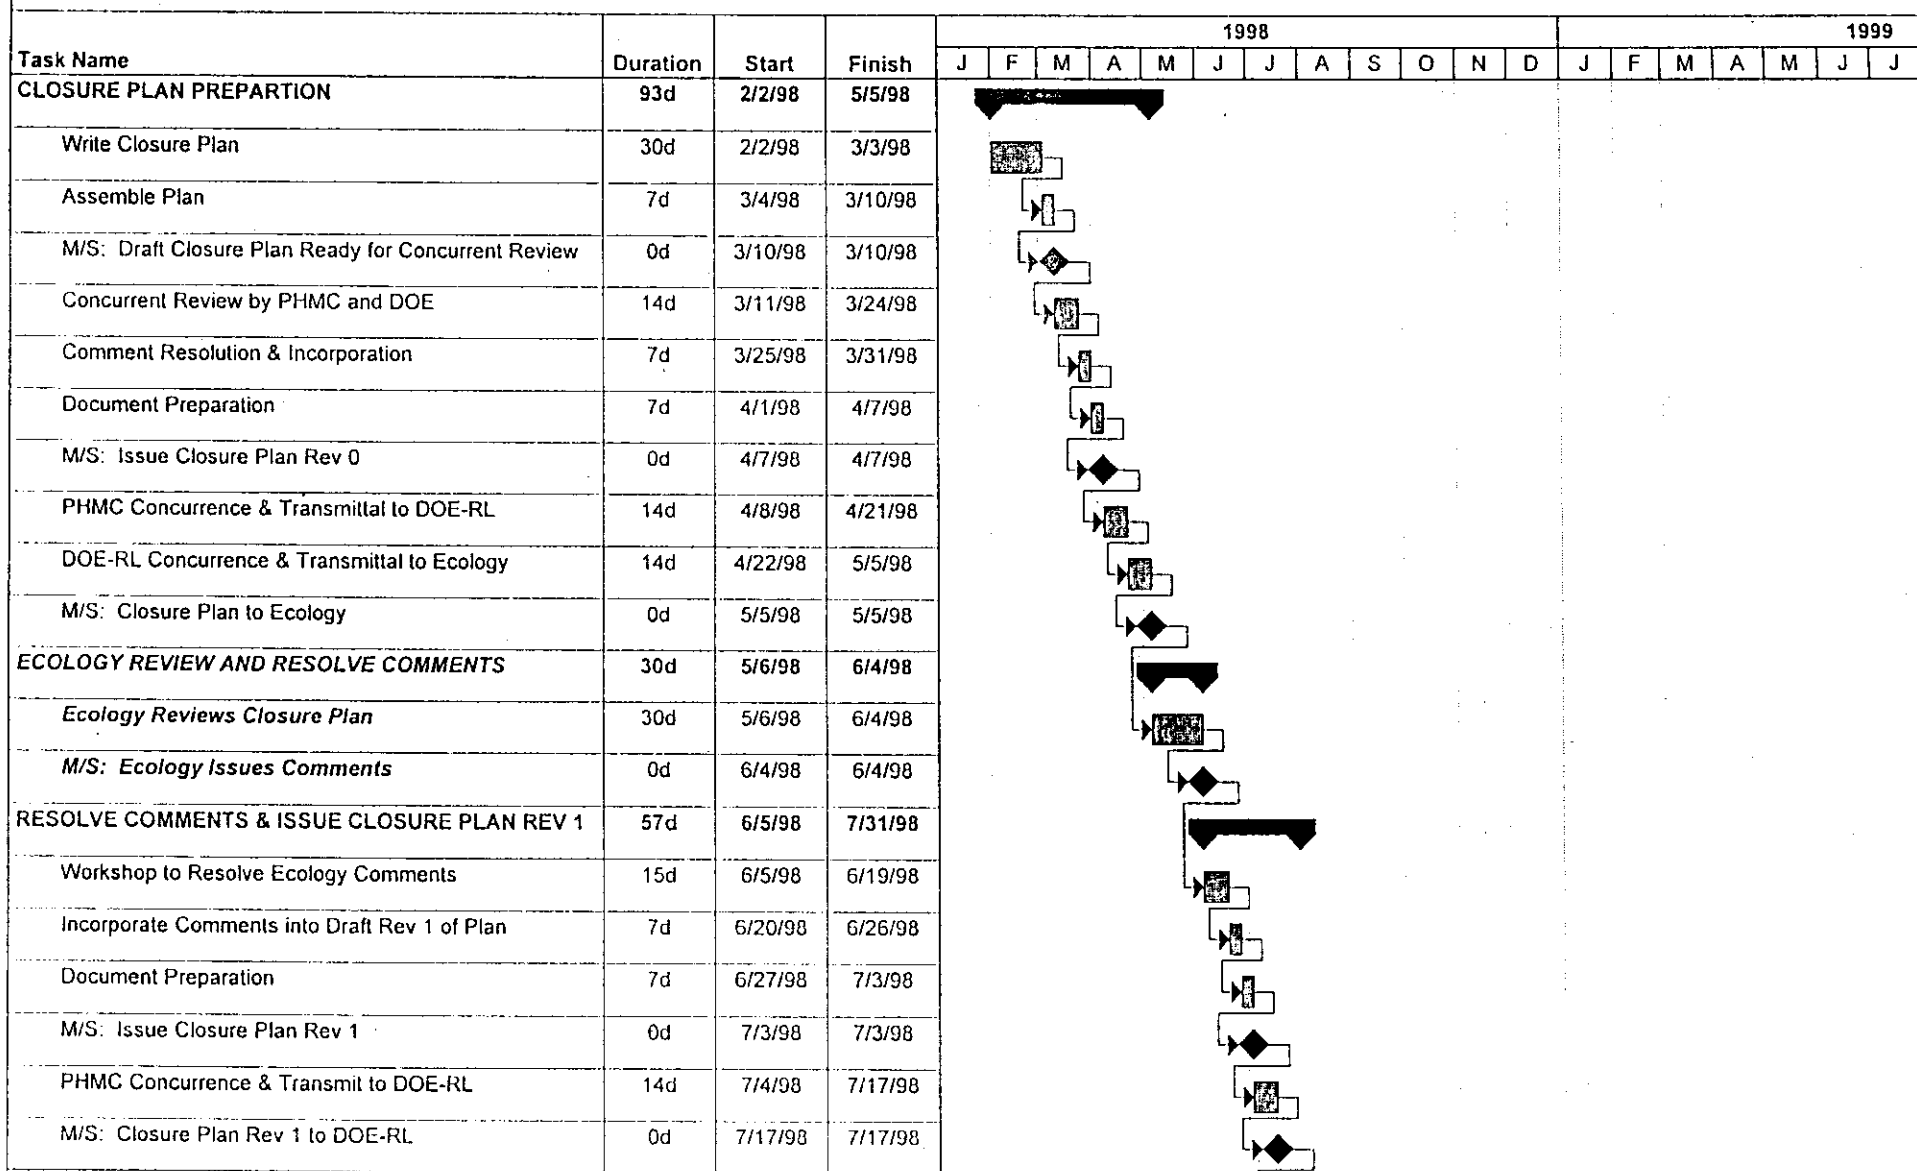 1998 1999
Task Name Duration Start Finish J F M A M J J A S O N D J F M A M J J
CLOSURE PLAN PREPARTION 93d 2/2/98 5/5/98
Write Closure Plan 30d 2/2/98 3/3/98
Assemble Plan 7d 3/4/98 3/10/98
M/S: Draft Closure Plan Ready for Concurrent Review 0d 3/10/98 3/10/98
Concurrent Review by PHMC and DOE 14d 3/11/98 3/24/98
Comment Resolution & Incorporation 7d 3/25/98 3/31/98
Document Preparation 7d 4/1/98 4/7/98
M/S: Issue Closure Plan Rev 0 0d 4/7/98 4/7/98
PHMC Concurrence & Transmittal to DOE-RL 14d 4/8/98 4/21/98
DOE-RL Concurrence & Transmittal to Ecology 14d 4/22/98 5/5/98
M/S: Closure Plan to Ecology 0d 5/5/98 5/5/98
ECOLOGY REVIEW AND RESOLVE COMMENTS 30d 5/6/98 6/4/98
Ecology Reviews Closure Plan 30d 5/6/98 6/4/98
M/S: Ecology Issues Comments 0d 6/4/98 6/4/98
RESOLVE COMMENTS & ISSUE CLOSURE PLAN REV 1 57d 6/5/98 7/31/98
Workshop to Resolve Ecology Comments 15d 6/5/98 6/19/98
Incorporate Comments into Draft Rev 1 of Plan 7d 6/20/98 6/26/98
Document Preparation 7d 6/27/98 7/3/98
M/S: Issue Closure Plan Rev 1 0d 7/3/98 7/3/98
PHMC Concurrence & Transmit to DOE-RL 14d 7/4/98 7/17/98
M/S: Closure Plan Rev 1 to DOE-RL 0d 7/17/98 7/17/98